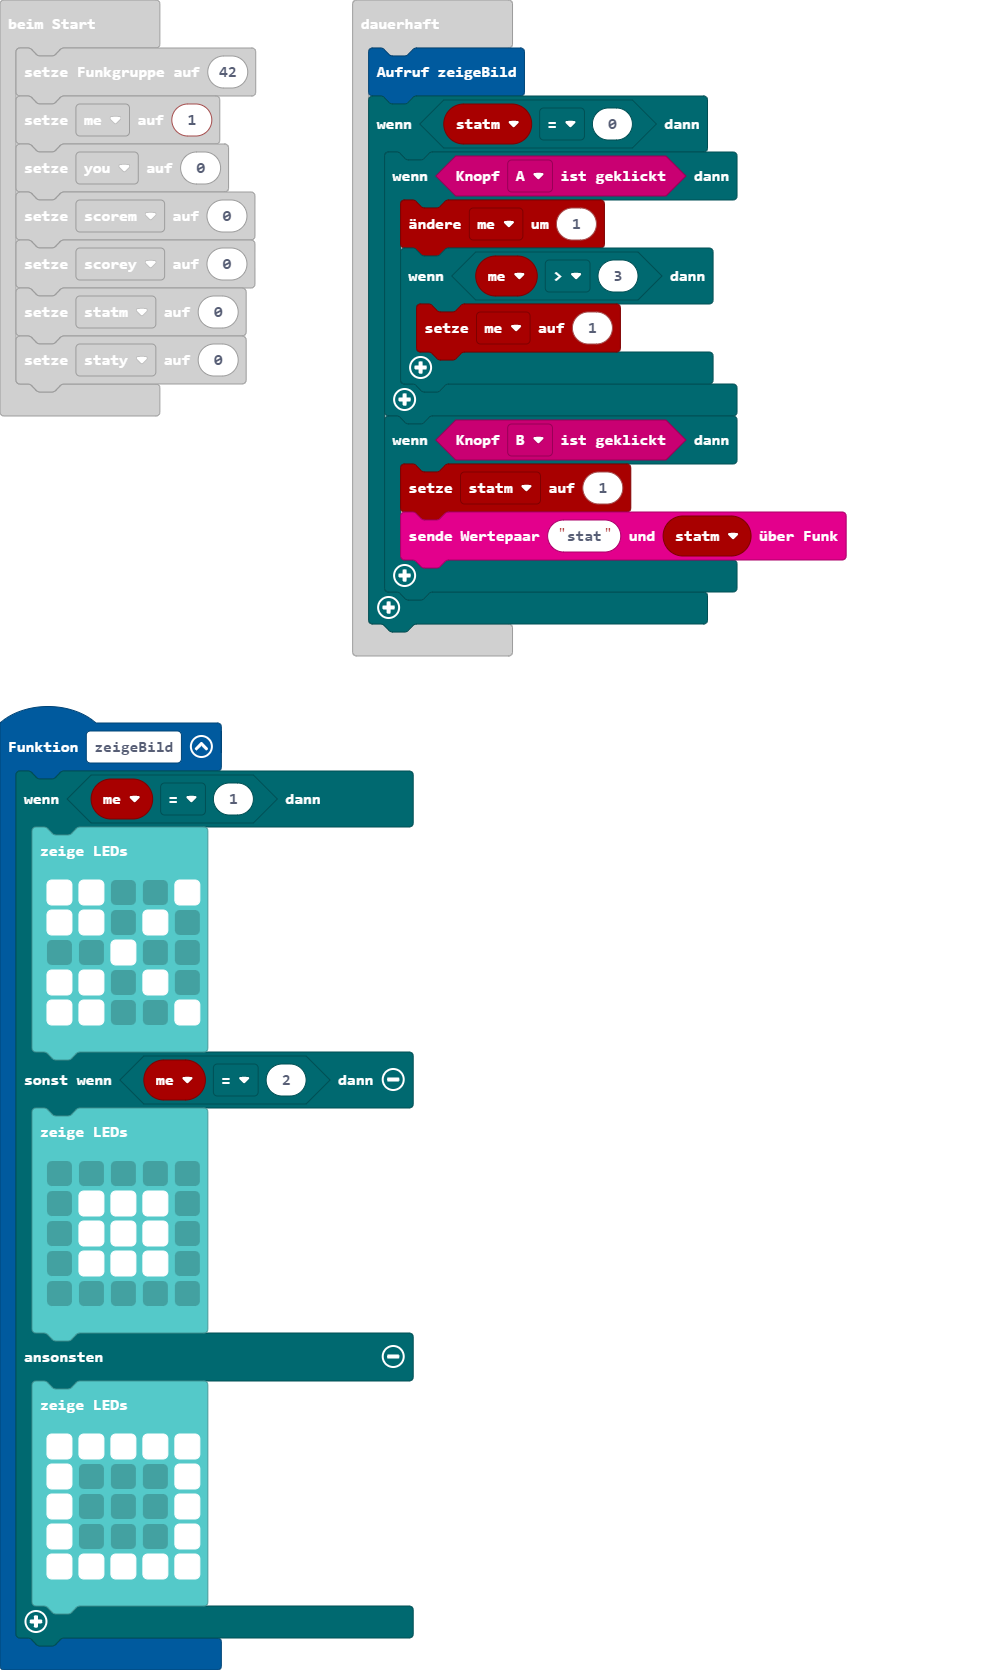 beim Start
setze Funkgruppe auf 42
setze me auf 1
setze you auf 0
setze scorem auf 0
setze scorey auf 0
setze statm auf 0
setze staty auf 0
dauerhaft
Aufruf zeigeBild
wenn statm = 0 dann
wenn Knopf A ist geklickt dann
ändere me um 1
wenn me > 3 dann
setze me auf 1
wenn Knopf B ist geklickt dann
setze statm auf 1
sende Wertepaar "stat" und statm über Funk
Funktion zeigeBild
wenn me = 1 dann
zeige LEDs
sonst wenn me = 2 dann
zeige LEDs
ansonsten
zeige LEDs